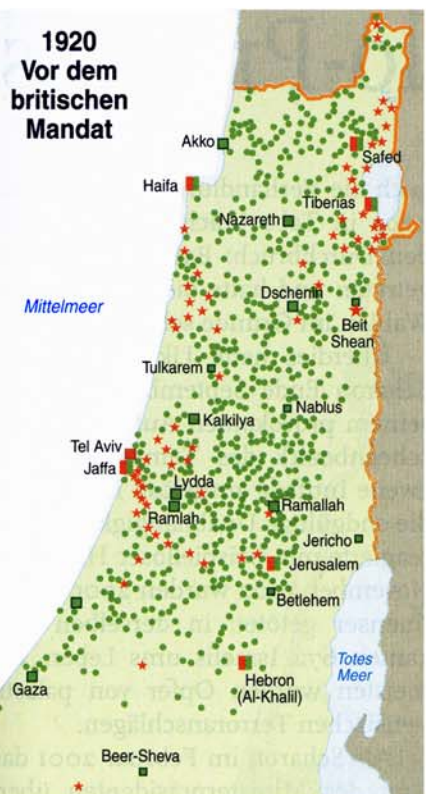 1920
Vor dem
britischen
Mandat
Akko
Safed
Haifa
Tiberias
Nazareth
Mittelmeer
Dschenin
Beit
Shean
Tulkarem
Nablus
Kalkilya
Tel Aviv
Jaffa
Lydda
Ramlah
Ramallah
Jericho
Jerusalem
Betlehem
Totes
Meer
Gaza
Hebron
(Al-Khalil)
Beer-Sheva